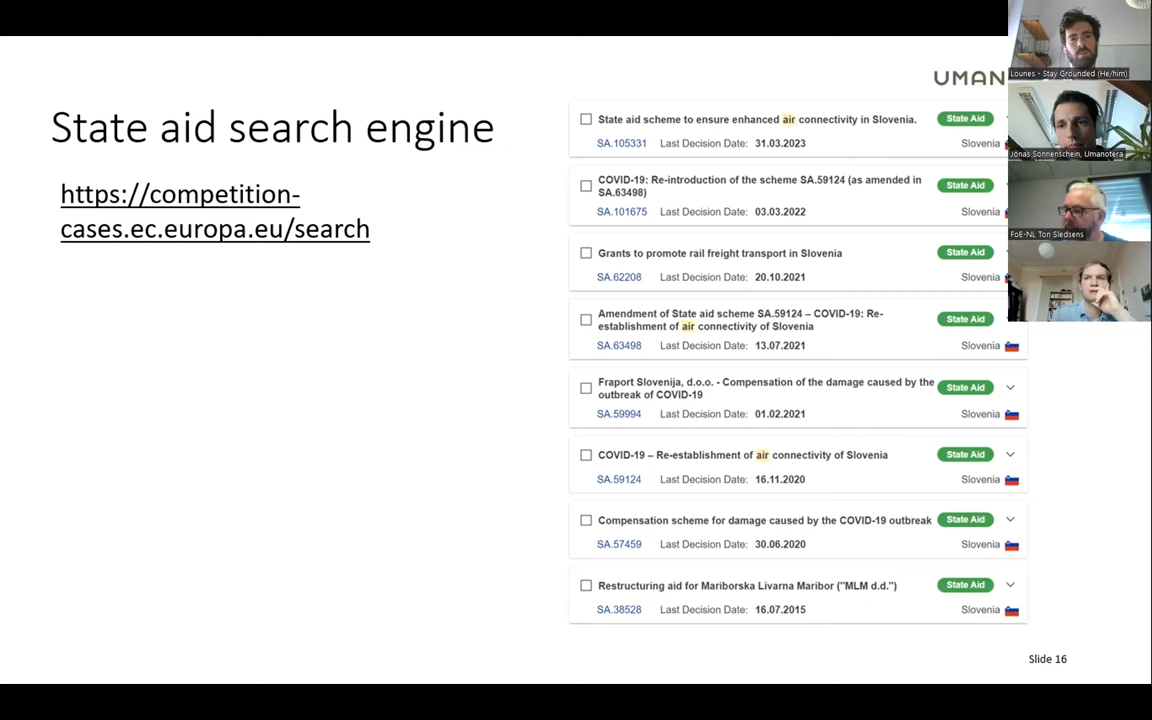 State aid search engine
https://competition-
cases.ec.europa.eu/search
UMAN
State aid scheme to ensure enhanced air connectivity in Slovenia.
State Aid
SA.105331 Last Decision Date: 31.03.2023 Slovenia
COVID-19: Re-introduction of the scheme SA.59124 (as amended in
SA.63498)
State Aid
SA.101675 Last Decision Date: 03.03.2022 Slovenia
Grants to promote rail freight transport in Slovenia
State Aid
SA.62208 Last Decision Date: 20.10.2021 Slovenia
Amendment of State aid scheme SA.59124 – COVID-19: Re-
establishment of air connectivity of Slovenia
State Aid
SA.63498 Last Decision Date: 13.07.2021 Slovenia
Fraport Slovenija, d.o.o. - Compensation of the damage caused by the
outbreak of COVID-19
State Aid
SA.59994 Last Decision Date: 01.02.2021 Slovenia
COVID-19 – Re-establishment of air connectivity of Slovenia
State Aid
SA.59124 Last Decision Date: 16.11.2020 Slovenia
Compensation scheme for damage caused by the COVID-19 outbreak
State Aid
SA.57459 Last Decision Date: 30.06.2020 Slovenia
Restructuring aid for Mariborska Livarna Maribor ("MLM d.d.")
State Aid
SA.38528 Last Decision Date: 16.07.2015 Slovenia
Slide 16
Lounes - Stay Grounded (He/him)
Jonas Sonnenschein, Umanotera
FoE-NL Ton Sledsens